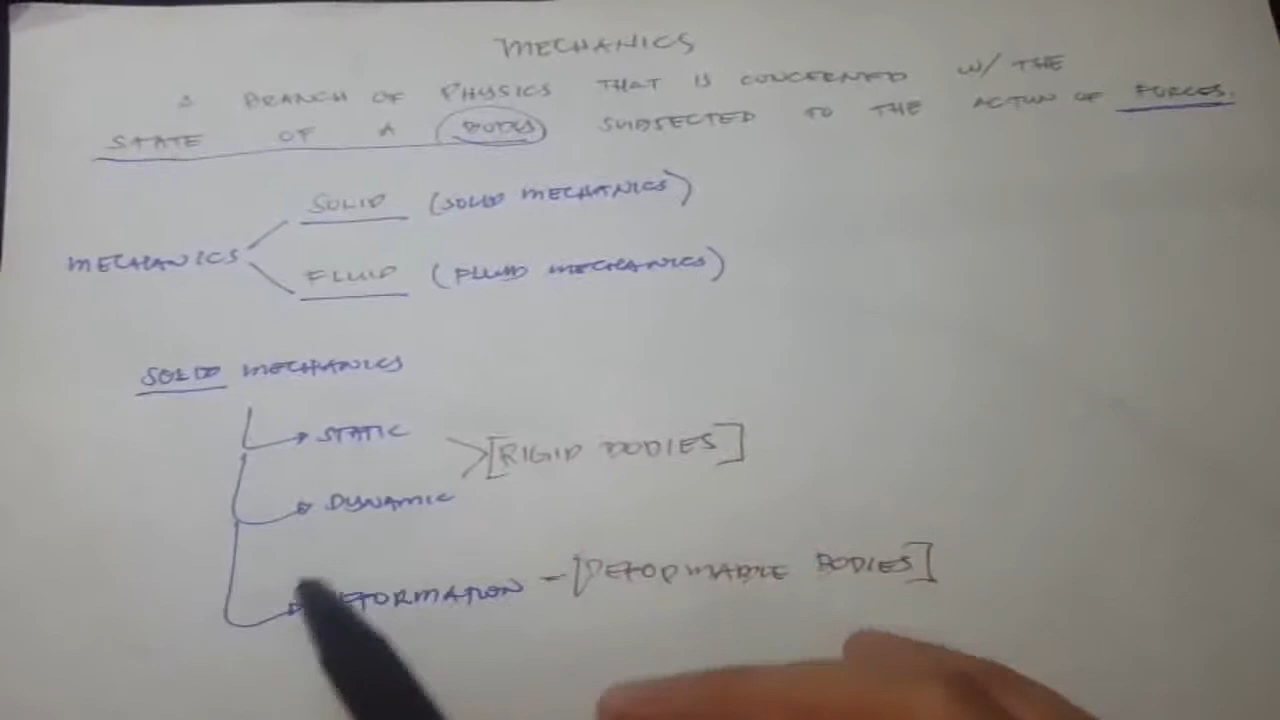 MECHANICS
A BRANCH OF PHYSICS THAT IS CONCERNED W/ THE
STATE OF A BODY SUBJECTED TO THE ACTION OF FORCES.
SOLID (SOLID MECHANICS)
MECHANICS
FLUID (FLUID MECHANICS)
SOLID MECHANICS
STATIC
[RIGID BODIES]
DYNAMIC
DEFORMATION - [DEFORMABLE BODIES]